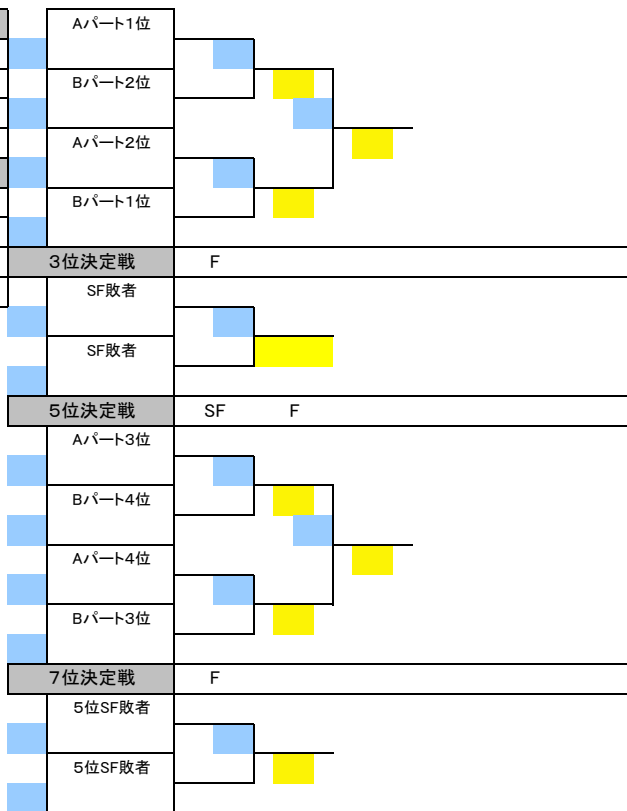 Aパート1位
Bパート2位
Aパート2位
Bパート1位
3位決定戦 F
SF敗者
SF敗者
5位決定戦 SF F
Aパート3位
Bパート4位
Aパート4位
Bパート3位
7位決定戦 F
5位SF敗者
5位SF敗者